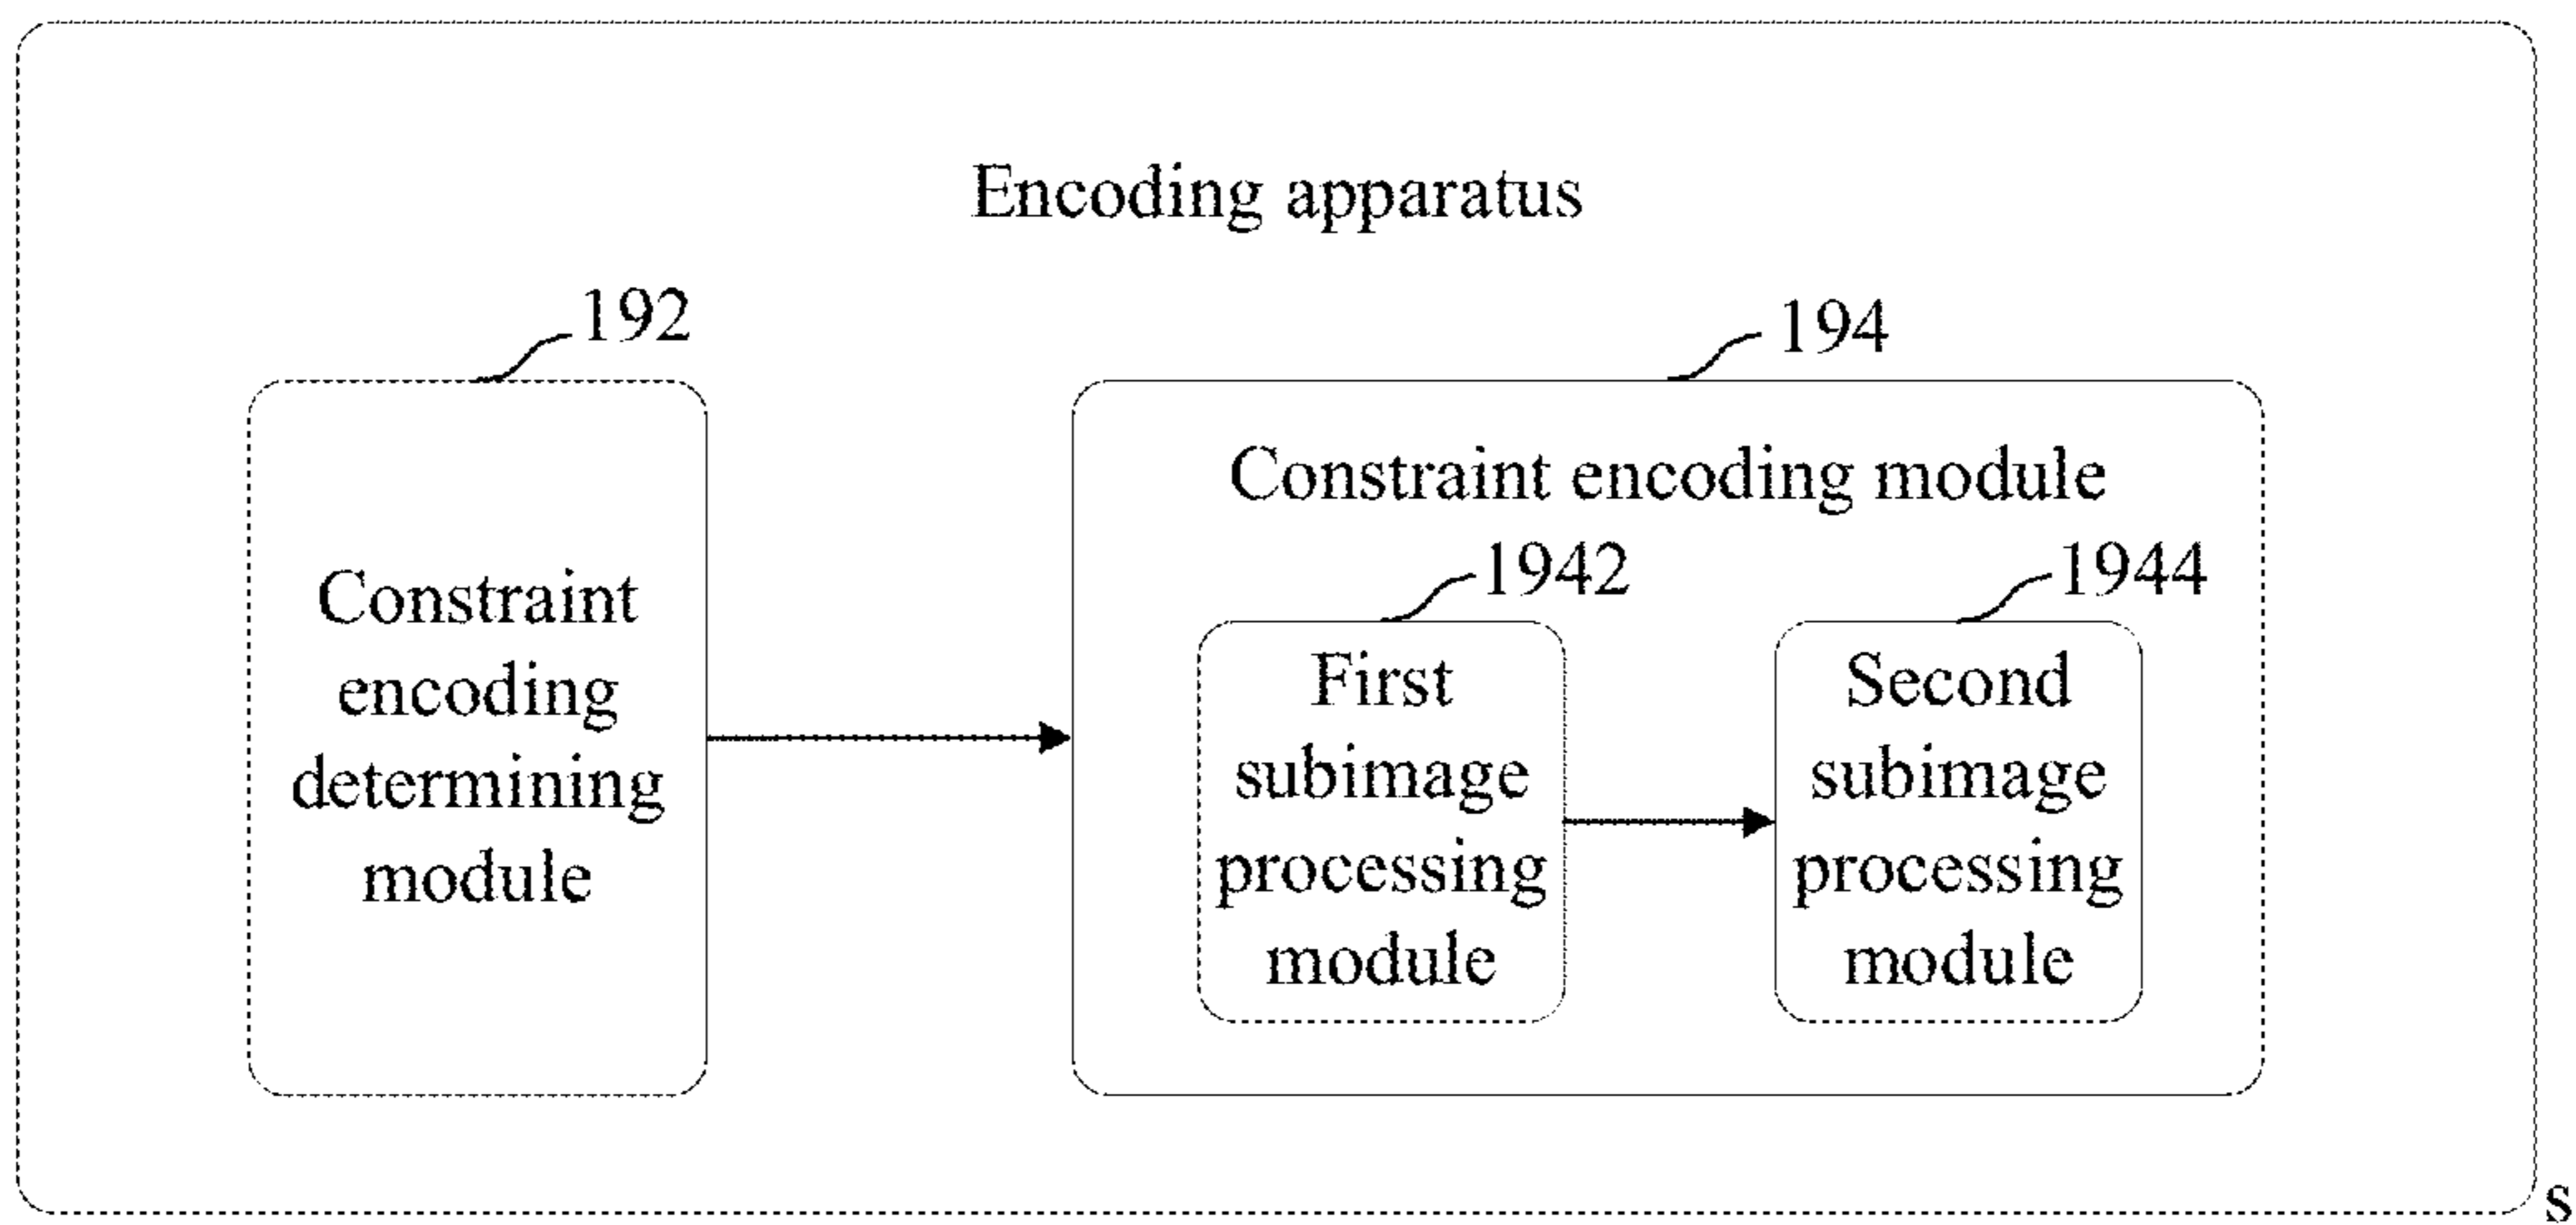 Encoding apparatus
192
194
Constraint
encoding
determining
module
Constraint encoding module
1942
1944
First
subimage
processing
module
Second
subimage
processing
module
s